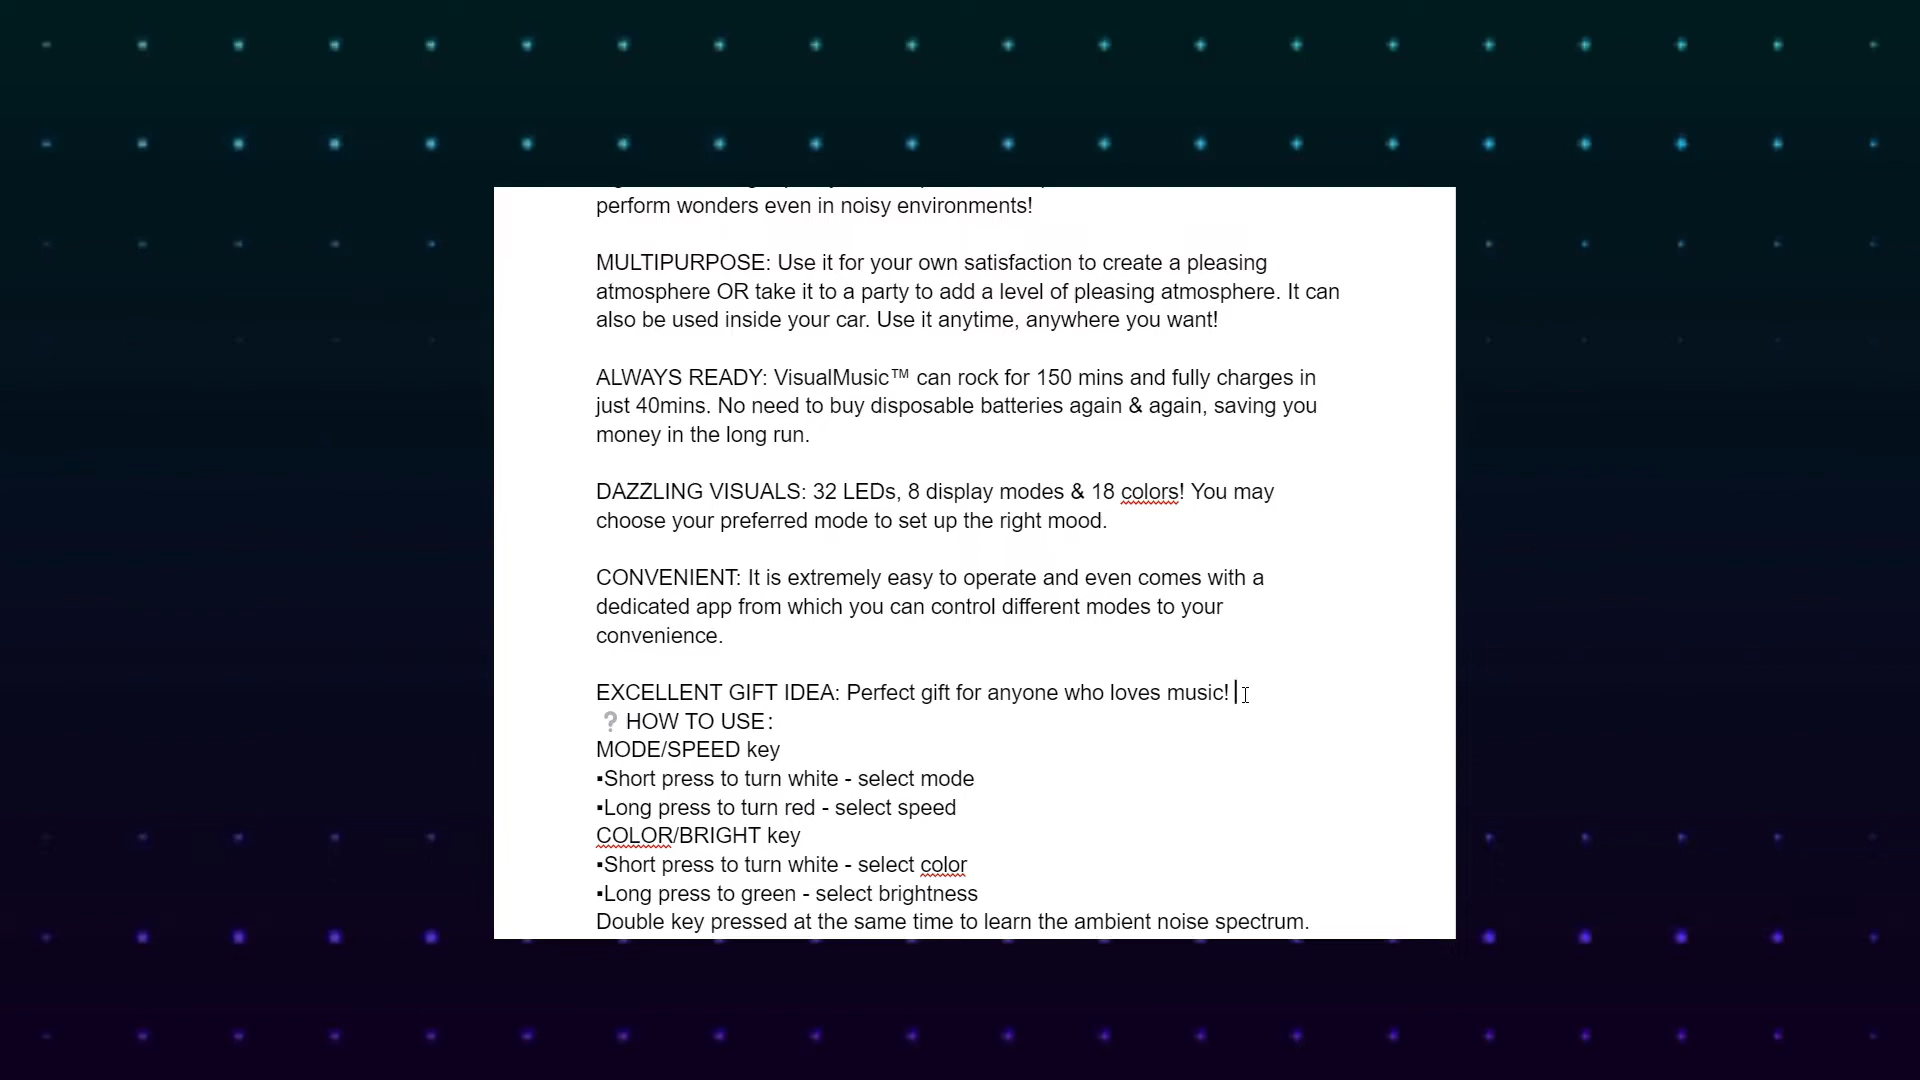 perform wonders even in noisy environments!
MULTIPURPOSE: Use it for your own satisfaction to create a pleasing
atmosphere OR take it to a party to add a level of pleasing atmosphere. It can
also be used inside your car. Use it anytime, anywhere you want!
ALWAYS READY: VisualMusic™ can rock for 150 mins and fully charges in
just 40mins. No need to buy disposable batteries again & again, saving you
money in the long run.
DAZZLING VISUALS: 32 LEDs, 8 display modes & 18 colors! You may
choose your preferred mode to set up the right mood.
CONVENIENT: It is extremely easy to operate and even comes with a
dedicated app from which you can control different modes to your
convenience.
EXCELLENT GIFT IDEA: Perfect gift for anyone who loves music!
❔HOW TO USE:
MODE/SPEED key
▪Short press to turn white - select mode
▪Long press to turn red - select speed
COLOR/BRIGHT key
▪Short press to turn white - select color
▪Long press to green - select brightness
Double key pressed at the same time to learn the ambient noise spectrum.